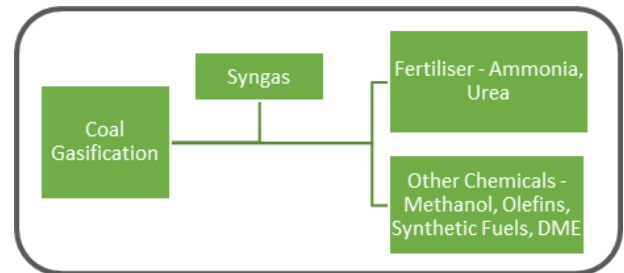 Coal
Gasification
Syngas
Fertiliser - Ammonia,
Urea
Other Chemicals -
Methanol, Olefins,
Synthetic Fuels, DME